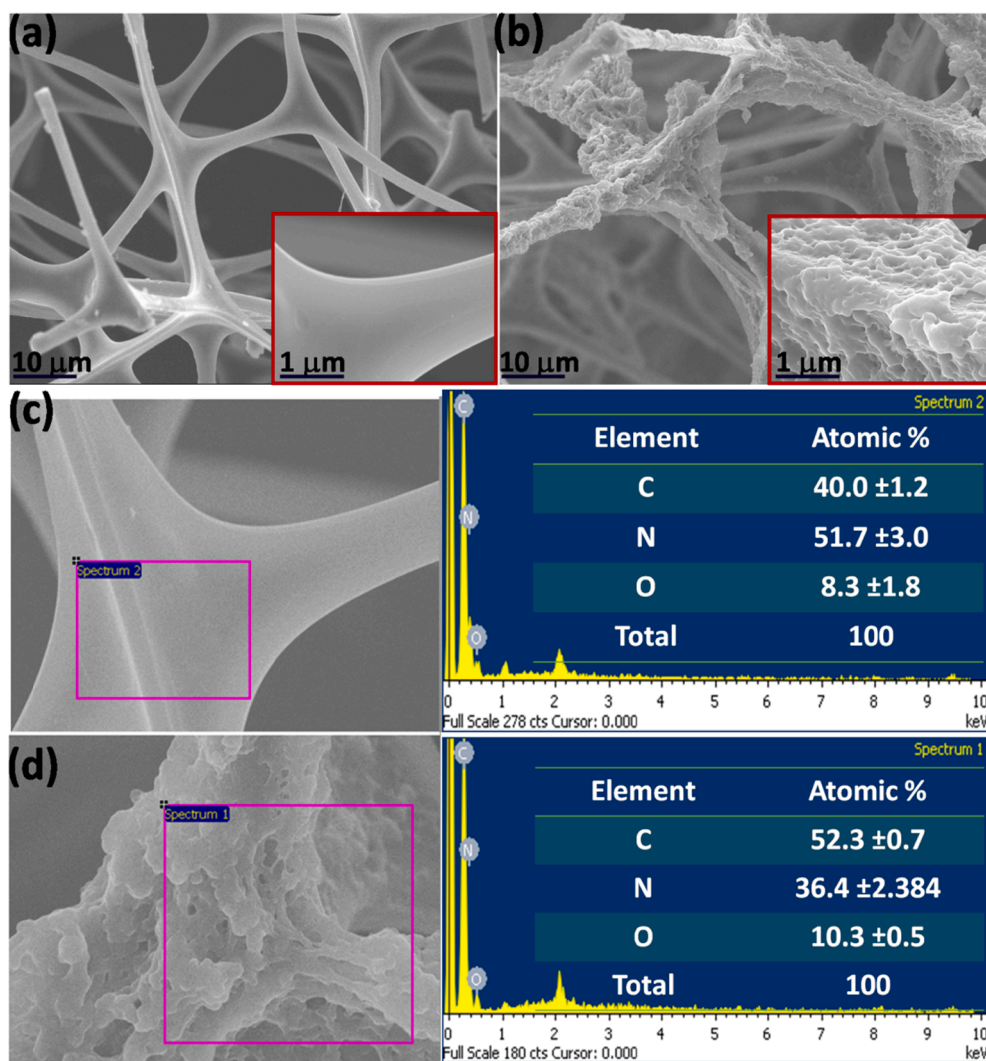 (a)
10 μm
1 μm
(b)
10 μm
1 μm
(c)
Spectrum 2
Spectrum 2
C
N
O
Element Atomic %
C 40.0 ±1.2
N 51.7 ±3.0
O 8.3 ±1.8
Total 100
0 1 2 3 4 5 6 7 8 9 10
Full Scale 278 cts Cursor: 0.000 keV
(d)
Spectrum 1
Spectrum 1
C
N
O
Element Atomic %
C 52.3 ±0.7
N 36.4 ±2.384
O 10.3 ±0.5
Total 100
0 1 2 3 4 5 6 7 8 9 10
Full Scale 180 cts Cursor: 0.000 keV